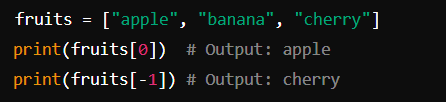 fruits = ["apple", "banana", "cherry"]
print(fruits[0])  # Output: apple
print(fruits[-1]) # Output: cherry